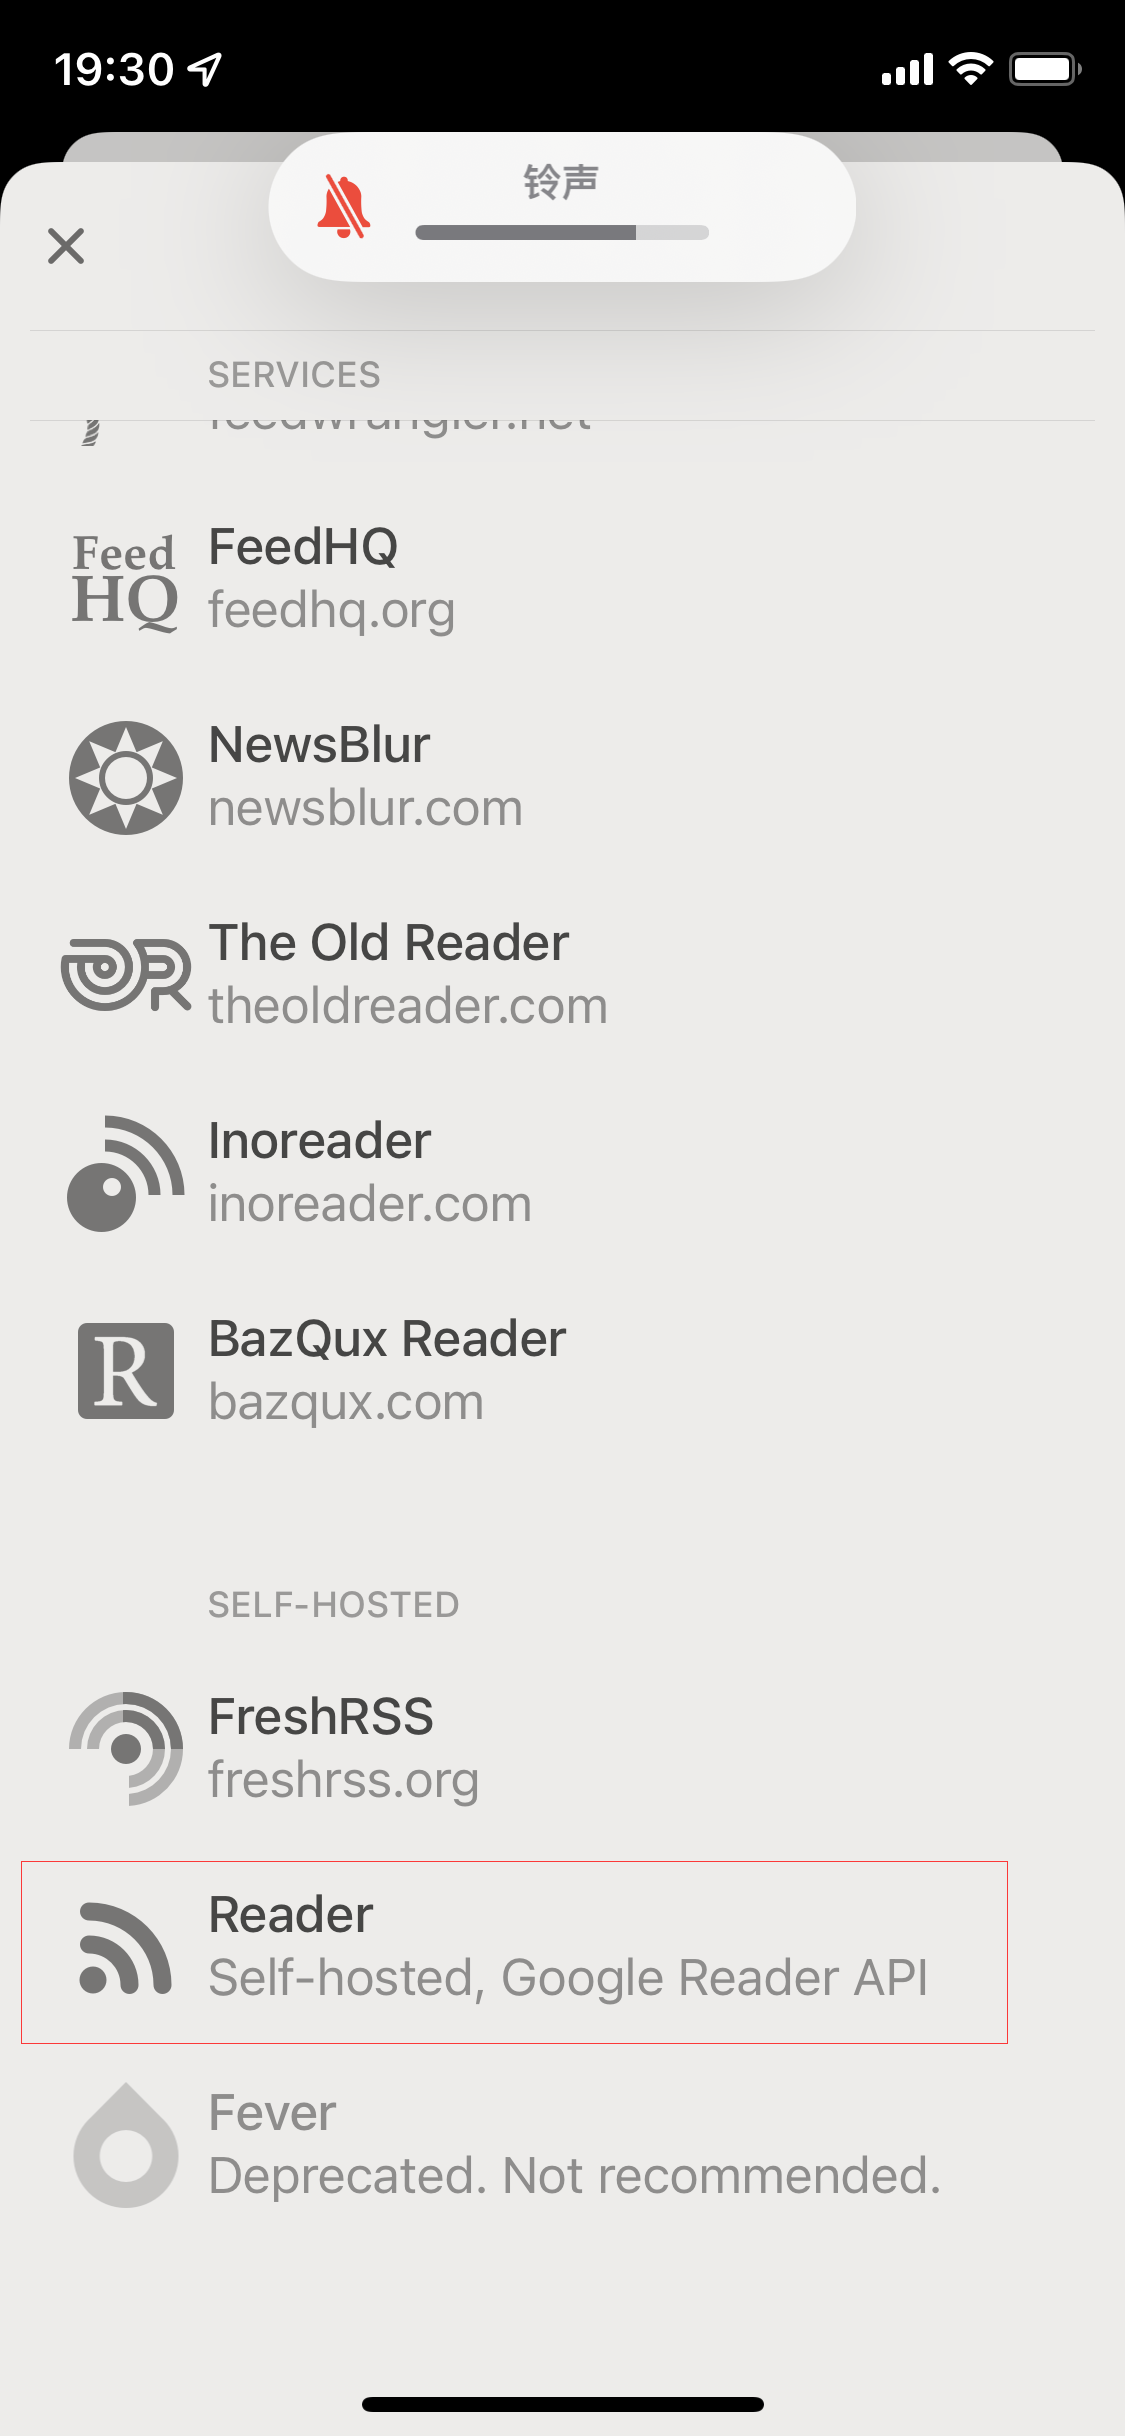 19:30
铃声
SERVICES
feedwrangler.net
Feed
HQ
FeedHQ
feedhq.org
NewsBlur
newsblur.com
The Old Reader
theoldreader.com
Inoreader
inoreader.com
R
BazQux Reader
bazqux.com
SELF-HOSTED
FreshRSS
freshrss.org
Reader
Self-hosted, Google Reader API
Fever
Deprecated. Not recommended.